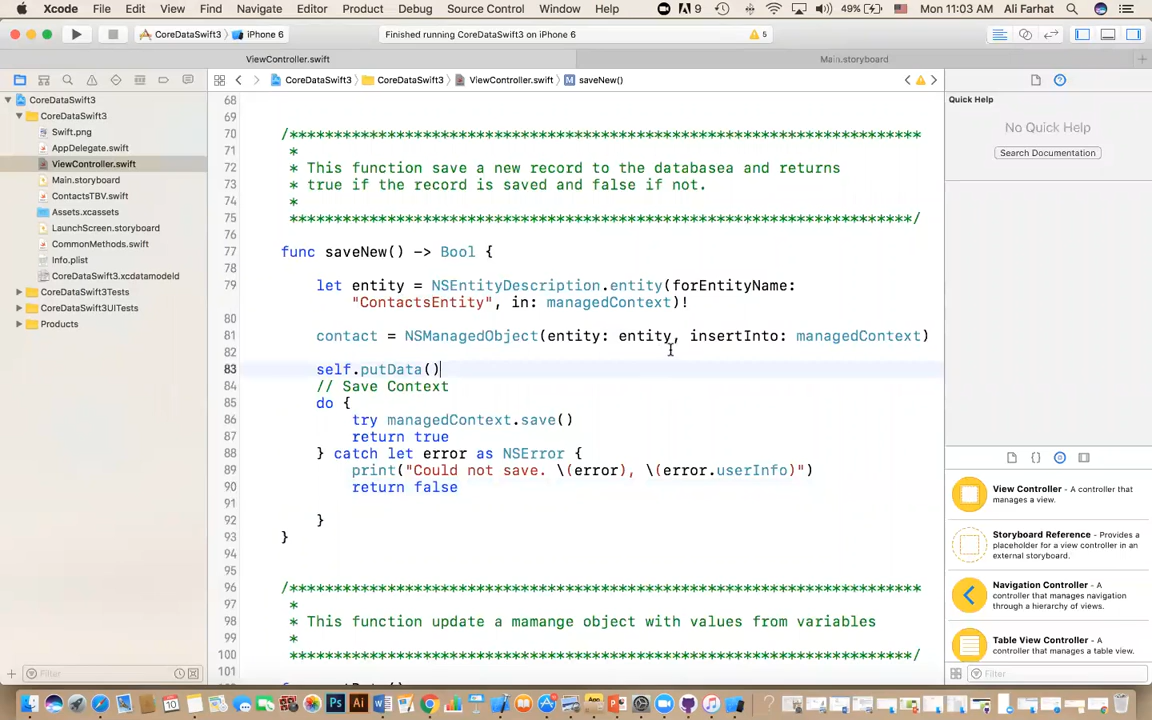 Xcode File Edit View Find Navigate Editor Product Debug Source Control Window Help 9 49% Mon 11:03 AM Ali Farhat
CoreDataSwift3 iPhone 6 Finished running CoreDataSwift3 on iPhone 6 5
ViewController.swift Main.storyboard
CoreDataSwift3 CoreDataSwift3 ViewController.swift M saveNew()
CoreDataSwift3
CoreDataSwift3
Swift.png
AppDelegate.swift
ViewController.swift
Main.storyboard
ContactsTBV.swift
Assets.xcassets
LaunchScreen.storyboard
CommonMethods.swift
Info.plist
CoreDataSwift3.xcdatamodeld
CoreDataSwift3Tests
CoreDataSwift3UITests
Products
Filter
68
69
70 /************************************************************************
71 *
72 * This function save a new record to the databasea and returns
73 * true if the record is saved and false if not.
74 *
75 ***********************************************************************/
76
77 func saveNew() -> Bool {
78
79 let entity = NSEntityDescription.entity(forEntityName:
"ContactsEntity", in: managedContext)!
80
81 contact = NSManagedObject(entity: entity, insertInto: managedContext)
82
83 self.putData()
84 // Save Context
85 do {
86 try managedContext.save()
87 return true
88 } catch let error as NSError {
89 print("Could not save. \(error), \(error.userInfo)")
90 return false
91
92 }
93 }
94
95
96 /************************************************************************
97 *
98 * This function update a mamange object with values from variables
99 *
100 ***********************************************************************/
101
Quick Help
No Quick Help
Search Documentation
View Controller - A controller that
manages a view.
Storyboard Reference - Provides a
placeholder for a view controller in an
external storyboard.
Navigation Controller - A
controller that manages navigation
through a hierarchy of views.
Table View Controller - A
controller that manages a table view.
Filter